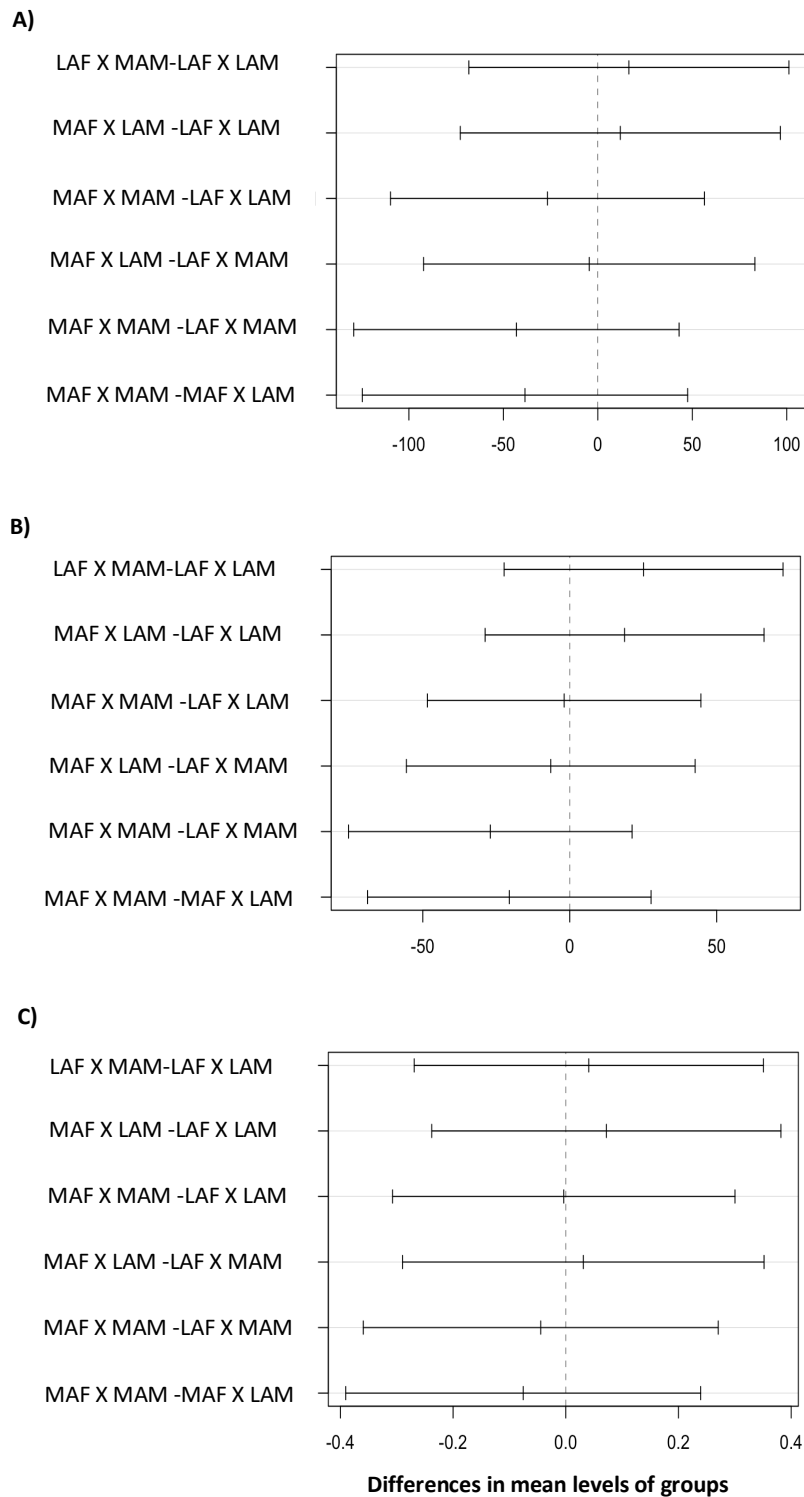 A)
LAF X MAM-LAF X LAM
MAF X LAM -LAF X LAM
MAF X MAM -LAF X LAM
MAF X LAM -LAF X MAM
MAF X MAM -LAF X MAM
MAF X MAM -MAF X LAM
-100 -50 0 50 100
B)
LAF X MAM-LAF X LAM
MAF X LAM -LAF X LAM
MAF X MAM -LAF X LAM
MAF X LAM -LAF X MAM
MAF X MAM -LAF X MAM
MAF X MAM -MAF X LAM
-50 0 50
C)
LAF X MAM-LAF X LAM
MAF X LAM -LAF X LAM
MAF X MAM -LAF X LAM
MAF X LAM -LAF X MAM
MAF X MAM -LAF X MAM
MAF X MAM -MAF X LAM
-0.4 -0.2 0.0 0.2 0.4
Differences in mean levels of groups